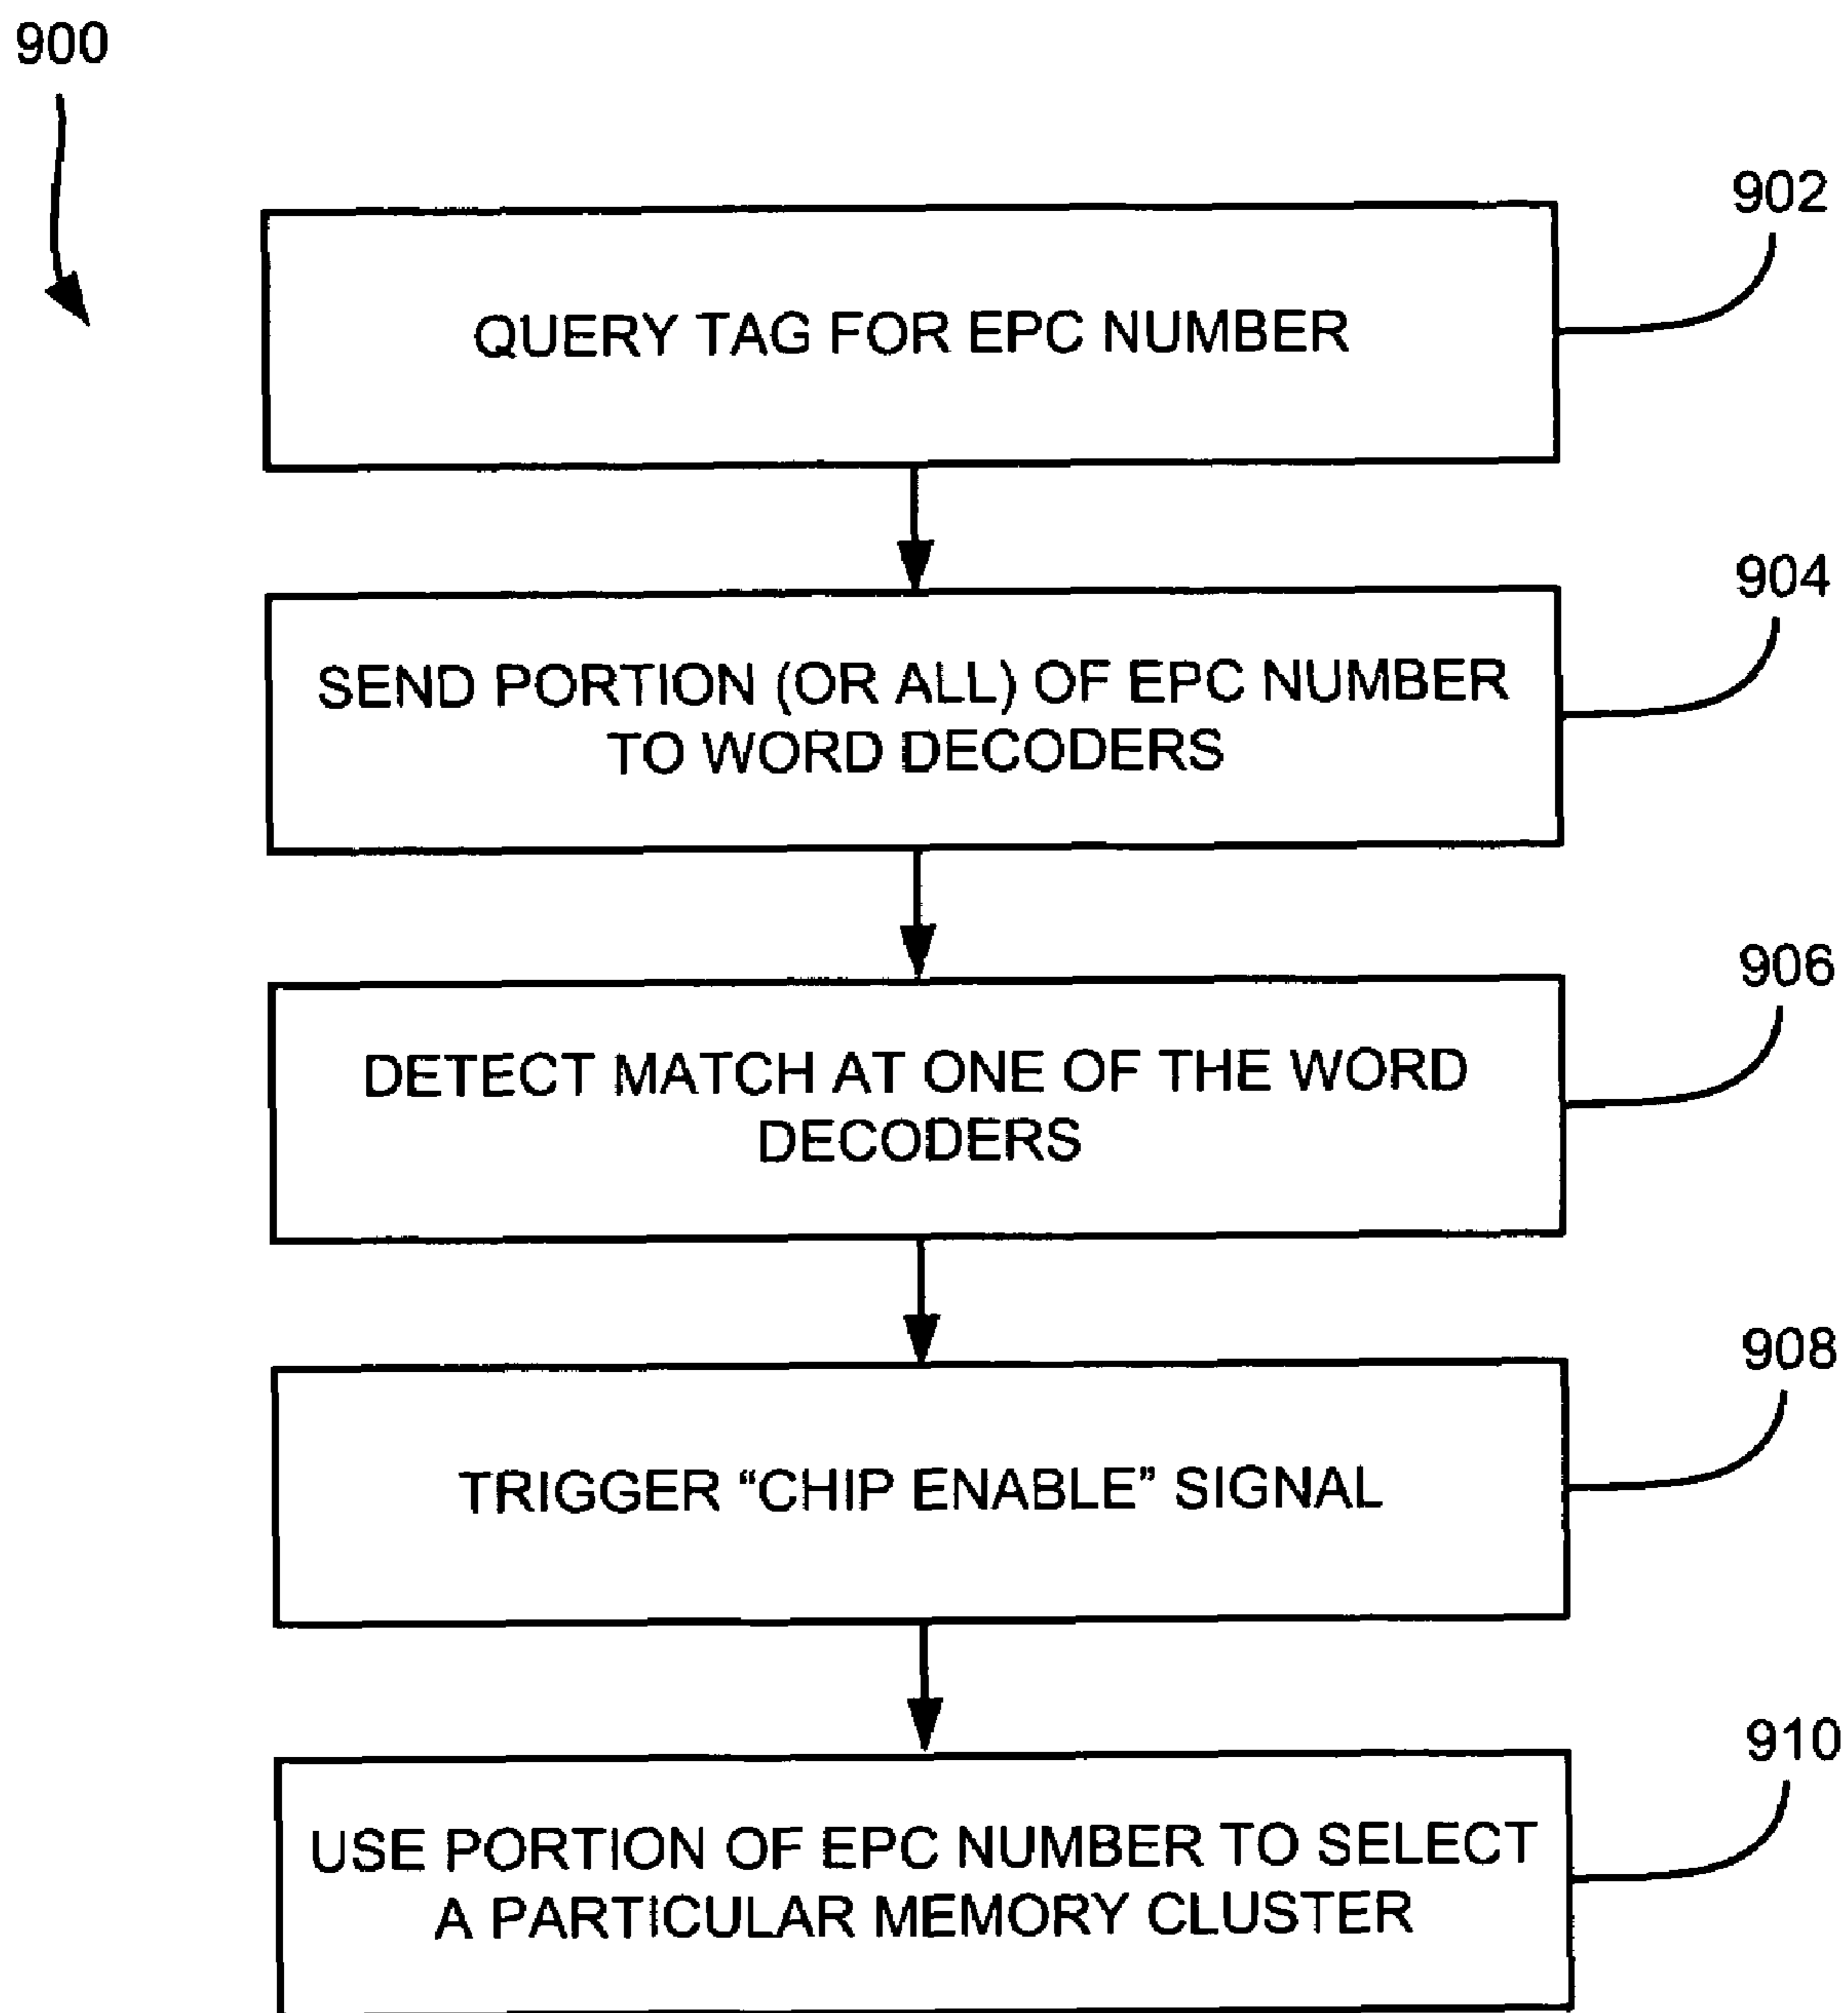 900
902
QUERY TAG FOR EPC NUMBER
904
SEND PORTION (OR ALL) OF EPC NUMBER
TO WORD DECODERS
906
DETECT MATCH AT ONE OF THE WORD
DECODERS
908
TRIGGER “CHIP ENABLE” SIGNAL
910
USE PORTION OF EPC NUMBER TO SELECT
A PARTICULAR MEMORY CLUSTER